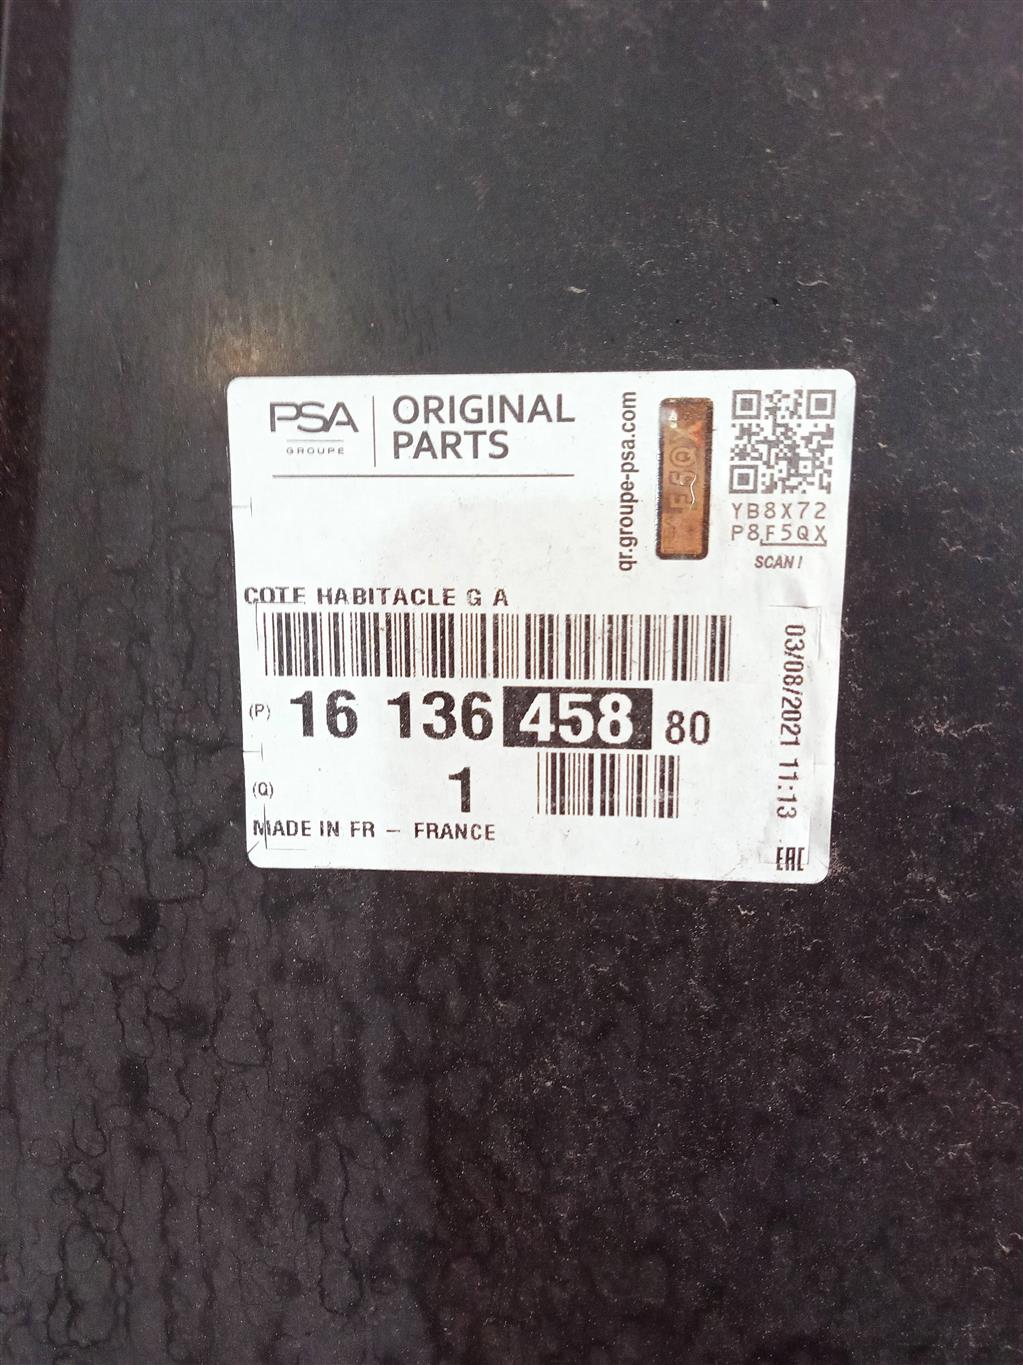 PSA
GROUPE
ORIGINAL
PARTS
qr.groupe-psa.com
F5QX
YB8X72
P8F5QX
SCAN!
COTE HABITACLE G A
(P) 16 136 458 80
(Q) 1
MADE IN FR - FRANCE
03/08/2021 11:13
EAC